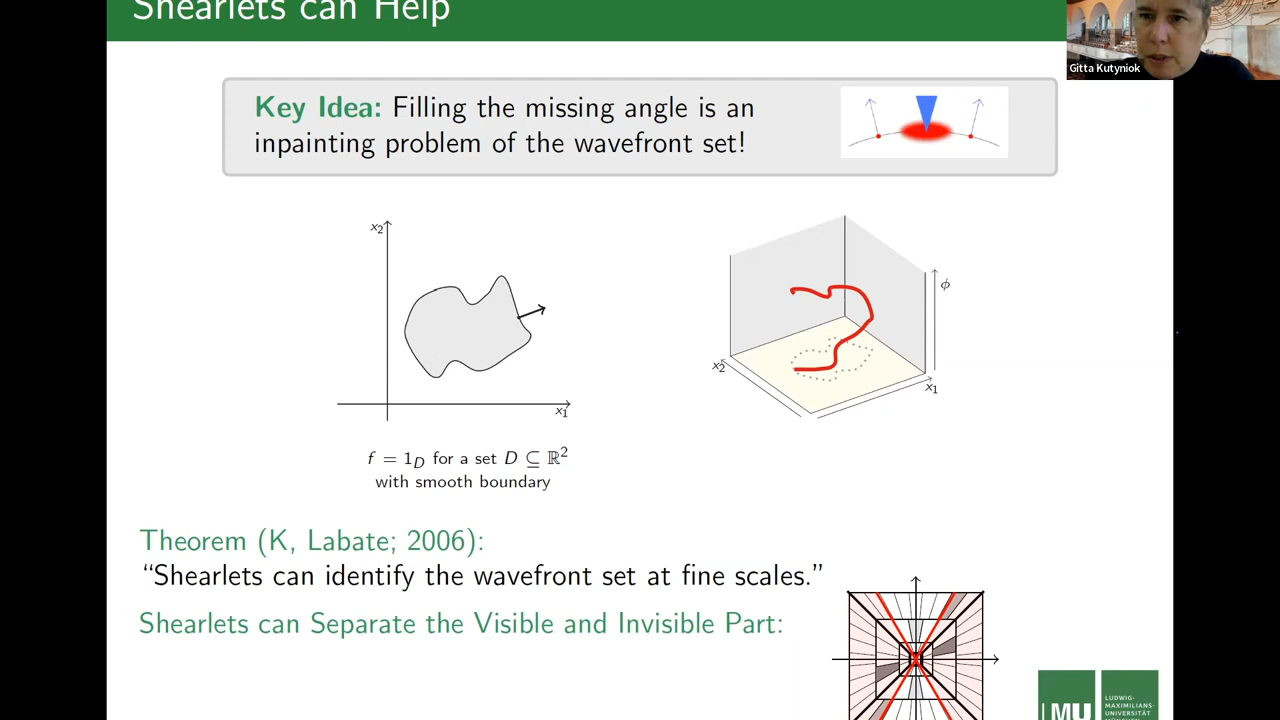 Shearlets can Help
Gitta Kutyniok
Key Idea: Filling the missing angle is an
inpainting problem of the wavefront set!
x₂
x₁
ϕ
x₂
x₁
f = 1_D for a set D ⊆ ℝ²
with smooth boundary
Theorem (K, Labate; 2006):
“Shearlets can identify the wavefront set at fine scales.”
Shearlets can Separate the Visible and Invisible Part:
LMU
LUDWIG-
MAXIMILIANS-
UNIVERSITÄT